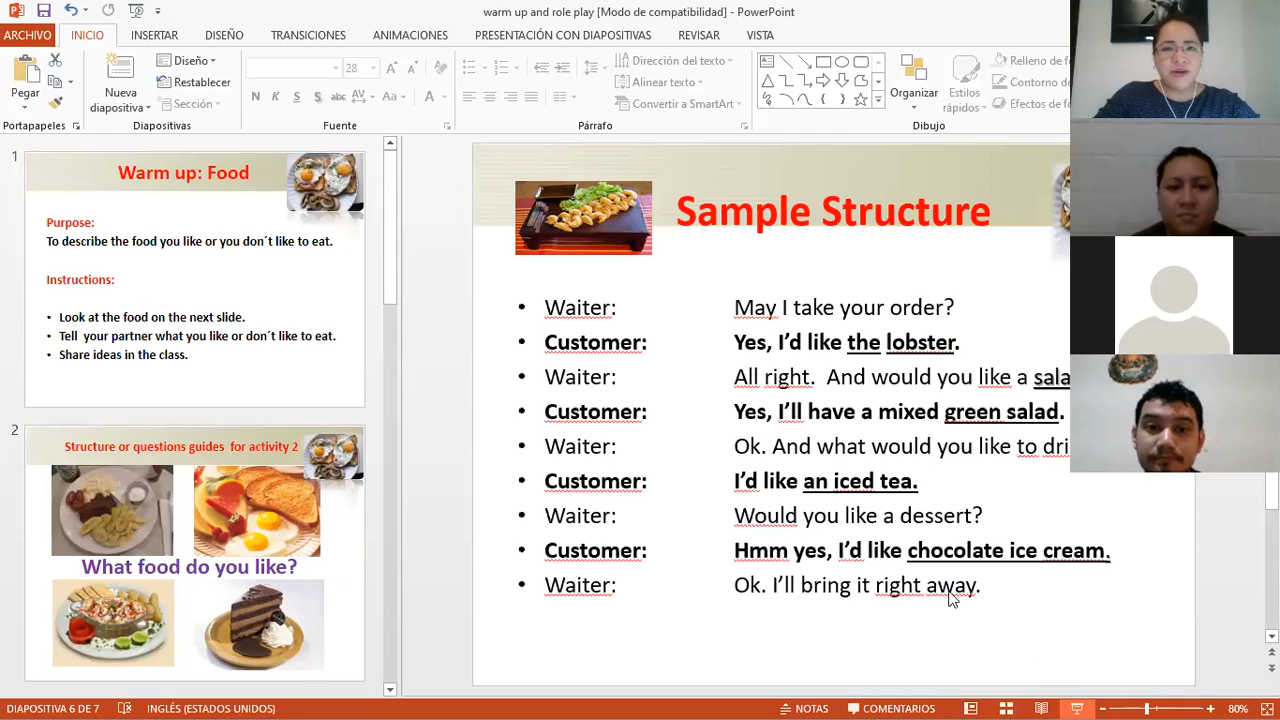 warm up and role play [Modo de compatibilidad] - PowerPoint
ARCHIVO INICIO INSERTAR DISEÑO TRANSICIONES ANIMACIONES PRESENTACIÓN CON DIAPOSITIVAS REVISAR VISTA
Pegar
Nueva
diapositiva
Diseño
Restablecer
Sección
28
N K S S abc AV Aa A
Dirección del texto
Alinear texto
Convertir a SmartArt
Organizar
Estilos
rápidos
Relleno de
Contorno de
Efectos de
Portapapeles Diapositivas Fuente Párrafo Dibujo
1
Warm up: Food
Purpose:
To describe the food you like or you don´t like to eat.
Instructions:
• Look at the food on the next slide.
• Tell your partner what you like or don´t like to eat.
• Share ideas in the class.
2
Structure or questions guides for activity 2
What food do you like?
Sample Structure
• Waiter: May I take your order?
• Customer: Yes, I’d like the lobster.
• Waiter: All right. And would you like a
• Customer: Yes, I’ll have a mixed green salad.
• Waiter: Ok. And what would you like to
• Customer: I’d like an iced tea.
• Waiter: Would you like a dessert?
• Customer: Hmm yes, I’d like chocolate ice cream.
• Waiter: Ok. I’ll bring it right away.
DIAPOSITIVA 6 DE 7 INGLÉS (ESTADOS UNIDOS) NOTAS COMENTARIOS 80%